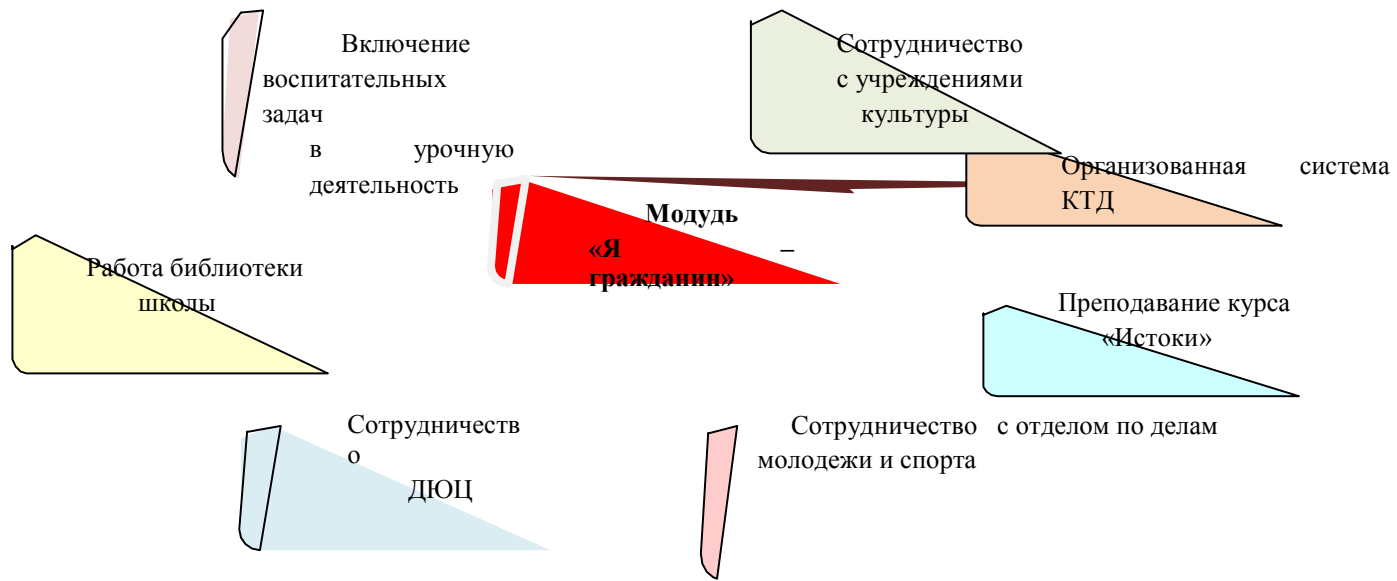 Включение
воспитательных
задач
в урочную
деятельность
Сотрудничество
с учреждениями
культуры
Организованная система
КТД
Модудь
«Я –
гражданин»
Работа библиотеки
школы
Преподавание курса
«Истоки»
Сотрудничеств
о
ДЮЦ
Сотрудничество с отделом по делам
молодежи и спорта